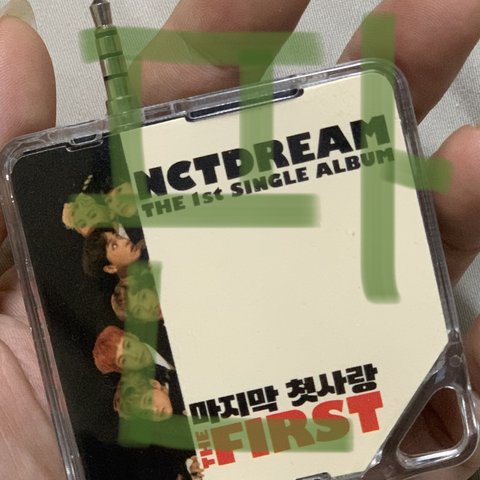 NCTDREAM
THE 1st SINGLE ALBUM
마지막 첫사랑
THE FIRST